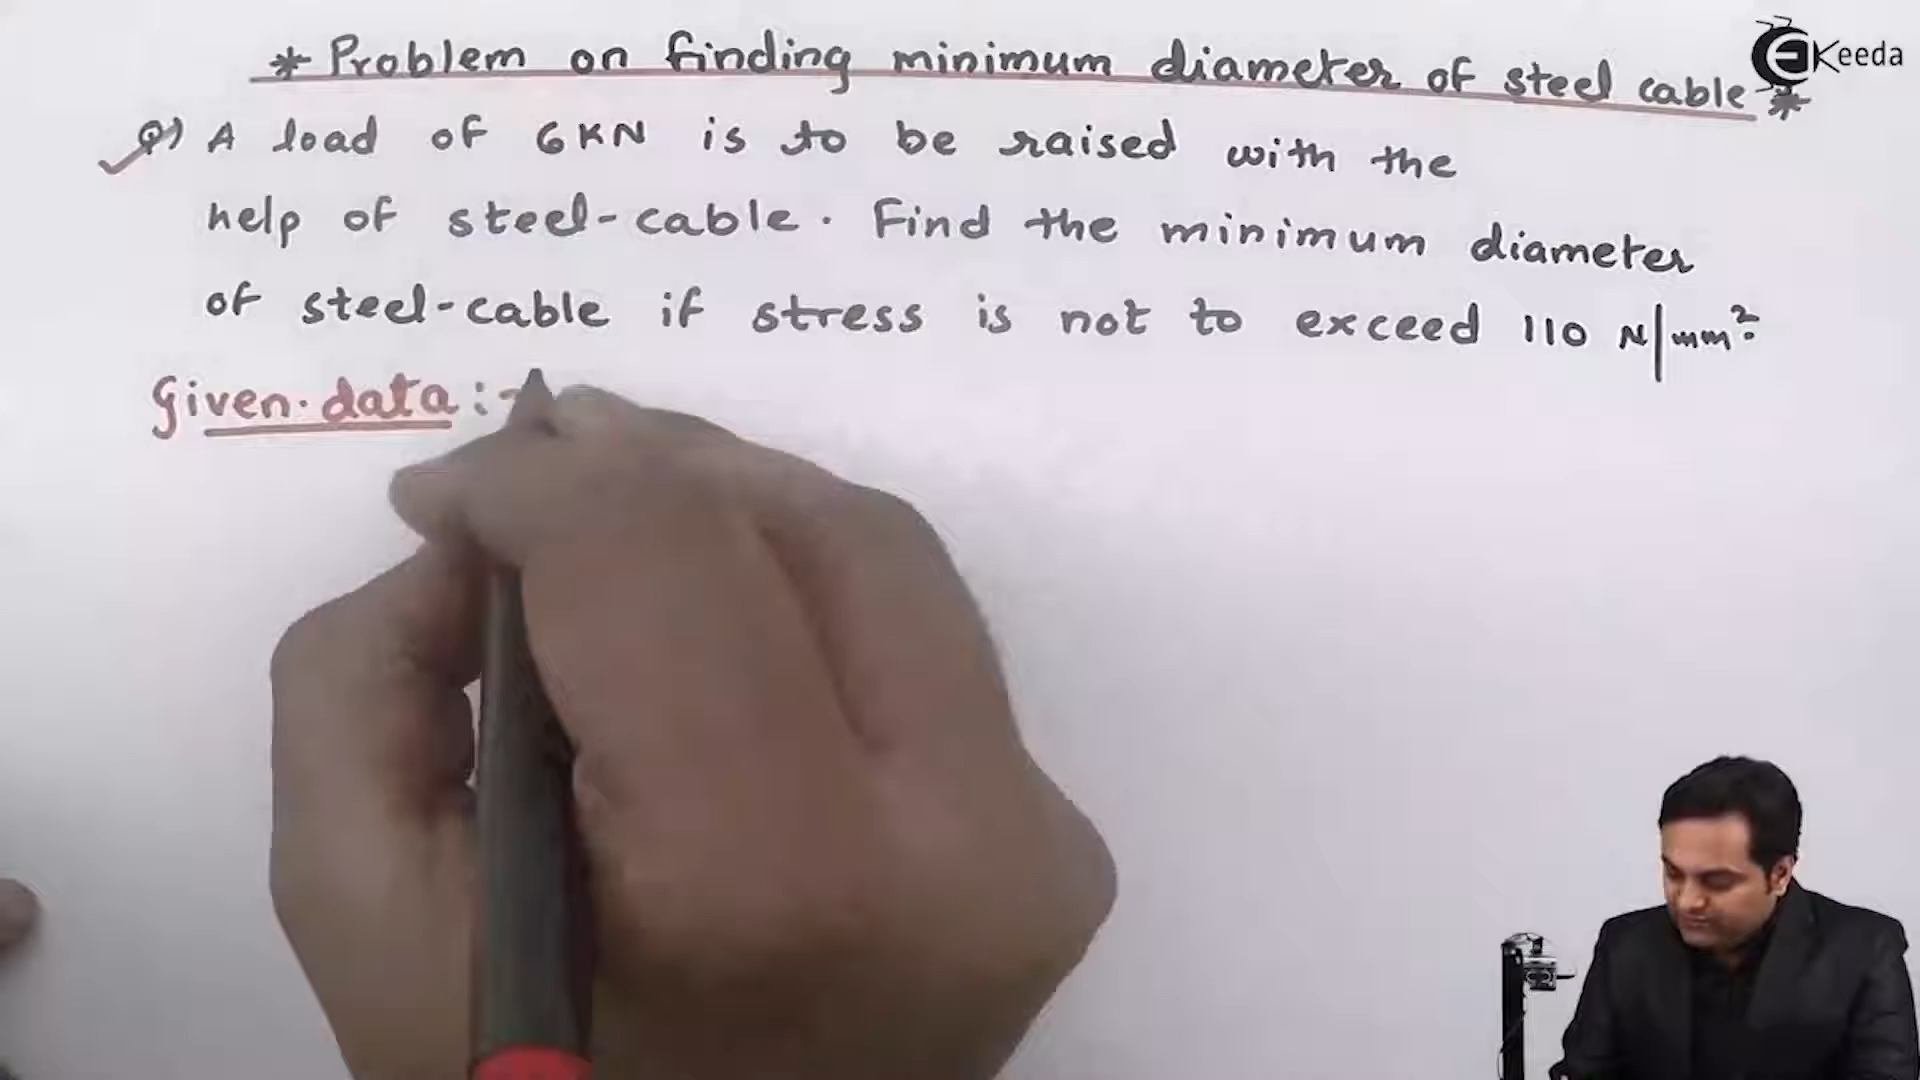 * Problem on finding minimum diameter of steel cable *
Keeda
Q) A load of 6KN is to be raised with the
help of steel-cable. Find the minimum diameter
of steel-cable if stress is not to exceed 110 N/mm².
Given data:-